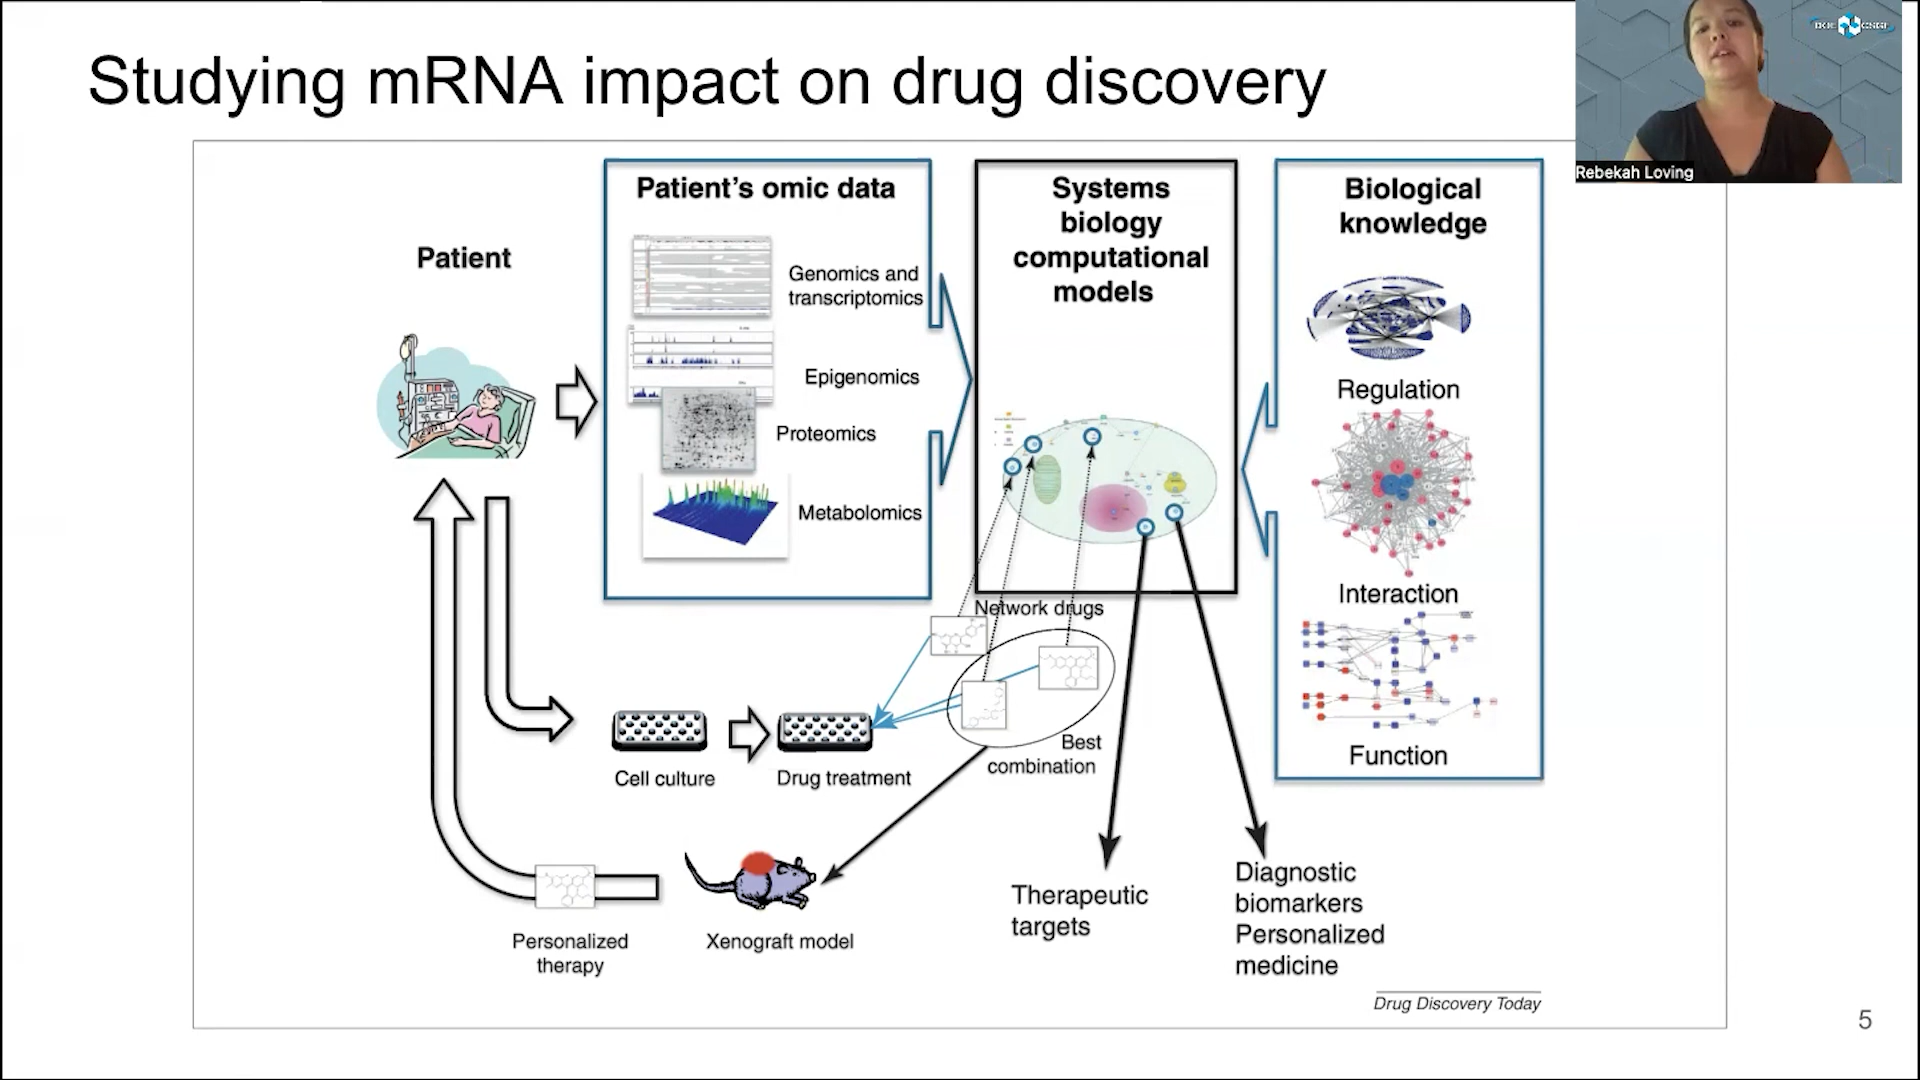 Studying mRNA impact on drug discovery
Rebekah Loving
Patient
Patient's omic data
Genomics and
transcriptomics
Epigenomics
Proteomics
Metabolomics
Systems
biology
computational
models
Biological
knowledge
Regulation
Interaction
Function
Network drugs
Best
combination
Cell culture
Drug treatment
Personalized
therapy
Xenograft model
Therapeutic
targets
Diagnostic
biomarkers
Personalized
medicine
Drug Discovery Today
5